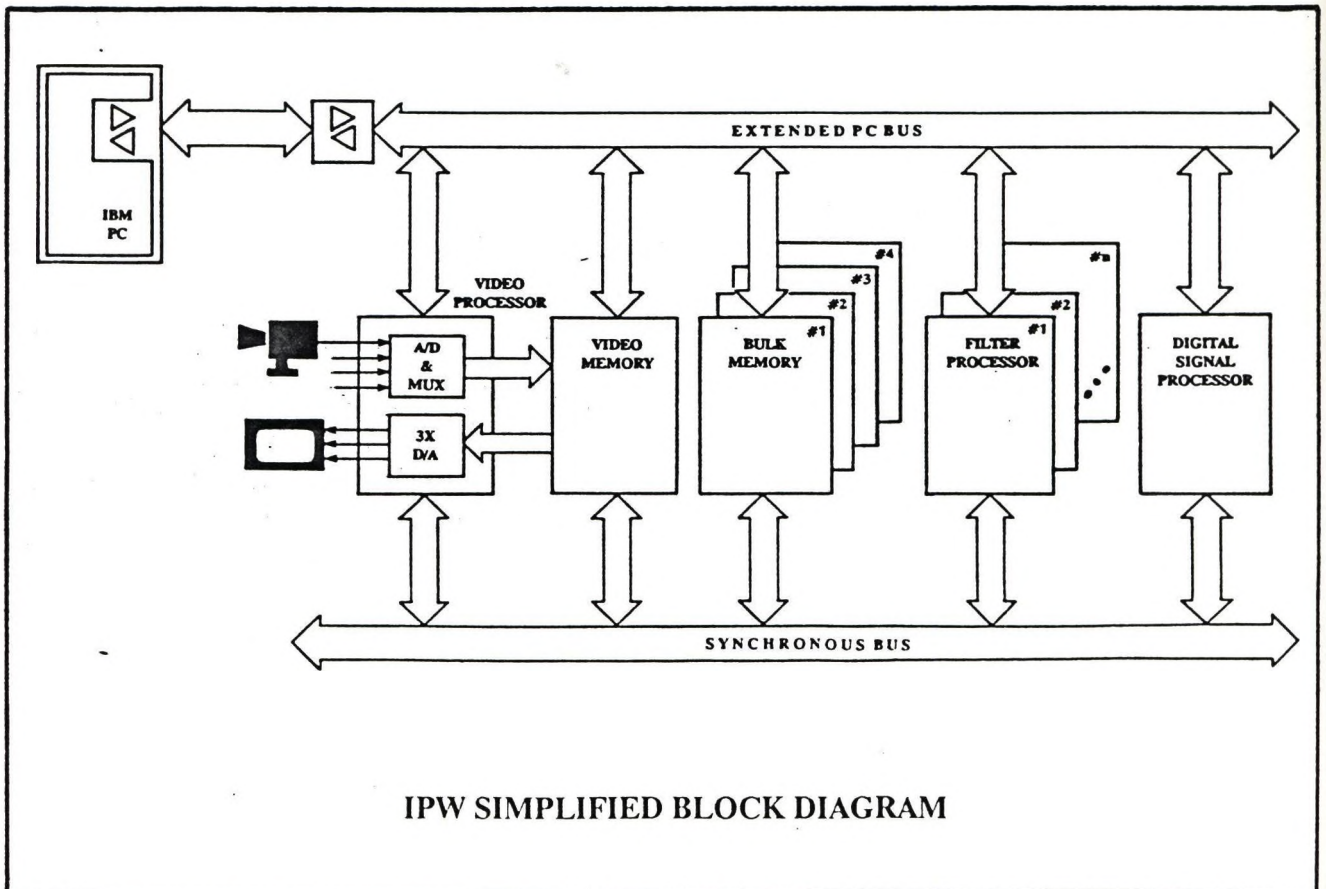 EXTENDED PC BUS
IBM
PC
VIDEO
PROCESSOR
A/D
&
MUX
3X
D/A
VIDEO
MEMORY
BULK
MEMORY
#1
#2
#3
#4
FILTER
PROCESSOR
#1
#2
#n
DIGITAL
SIGNAL
PROCESSOR
SYNCHRONOUS BUS
IPW SIMPLIFIED BLOCK DIAGRAM